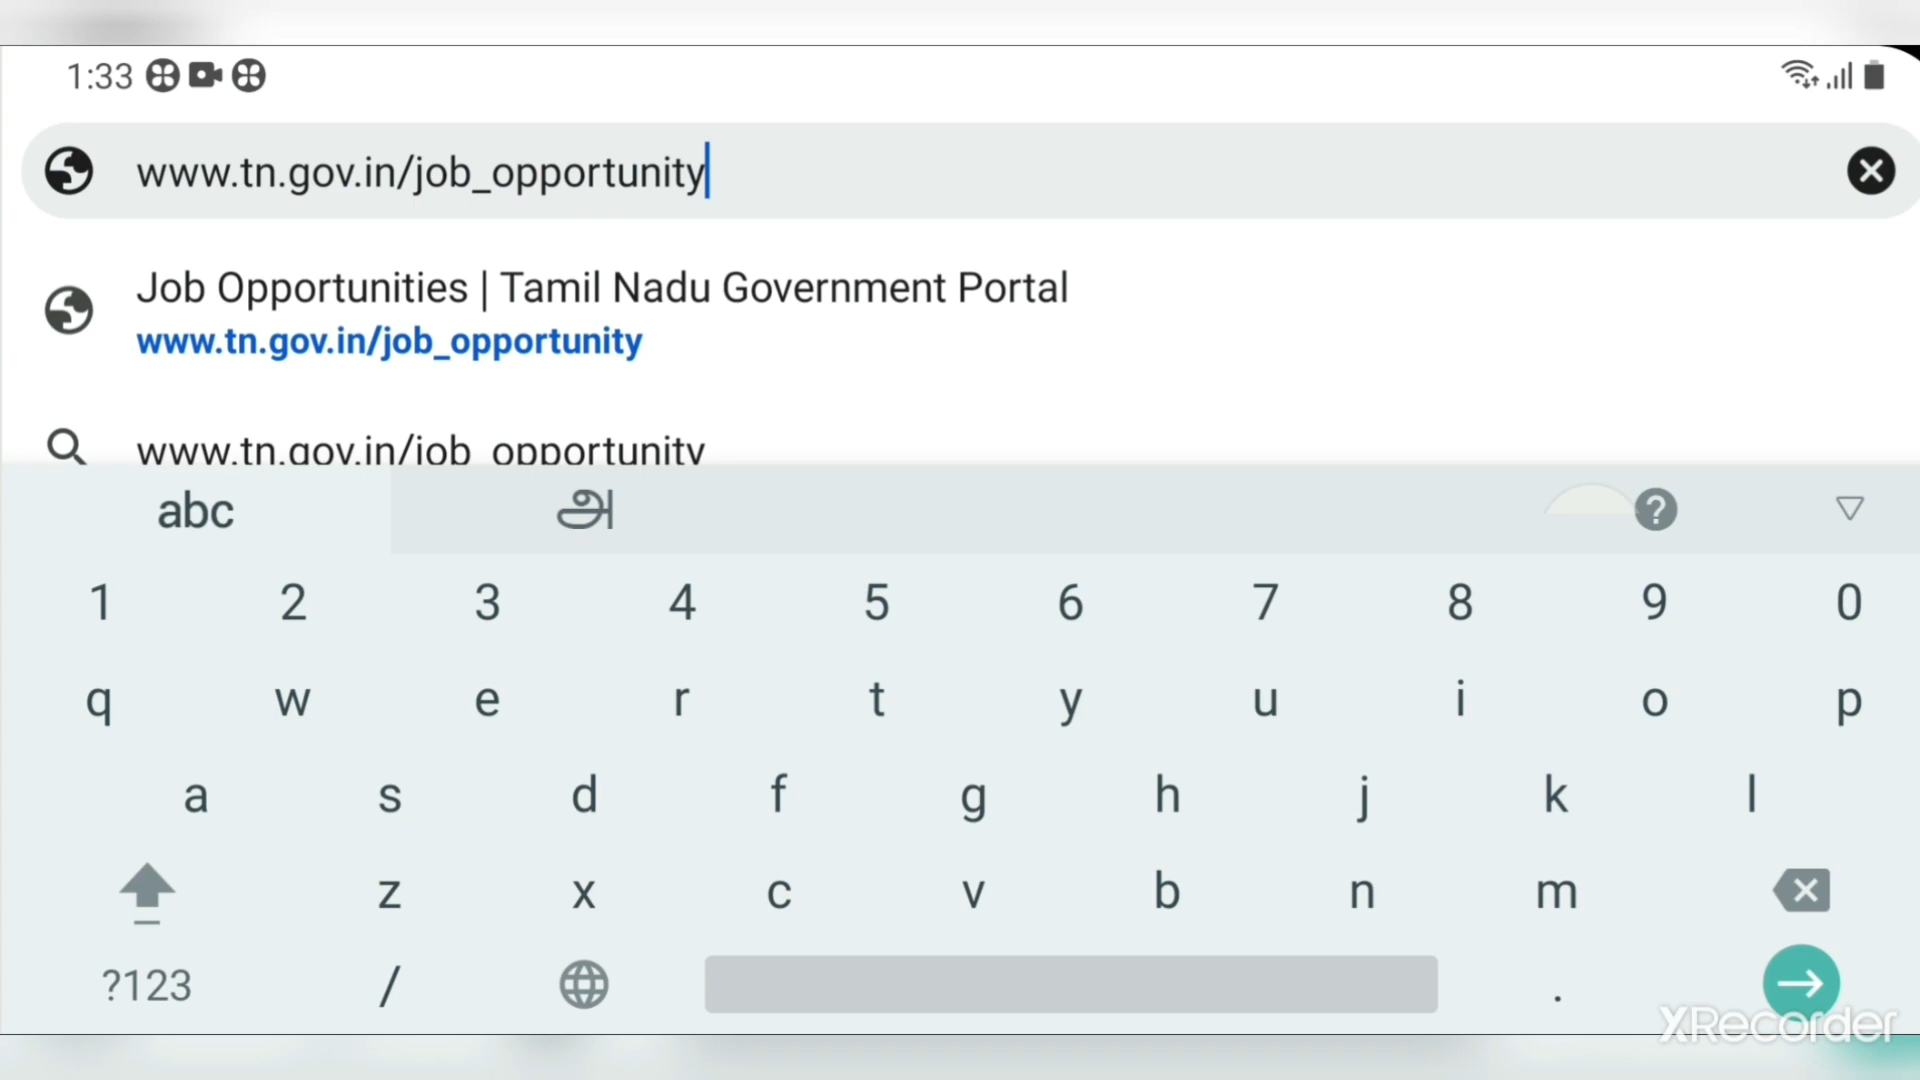 1:33
www.tn.gov.in/job_opportunity
Job Opportunities | Tamil Nadu Government Portal
www.tn.gov.in/job_opportunity
www.tn.gov.in/job_opportunity
abc அ ?
1 2 3 4 5 6 7 8 9 0
q w e r t y u i o p
a s d f g h j k l
z x c v b n m
?123 / .
XRecorder